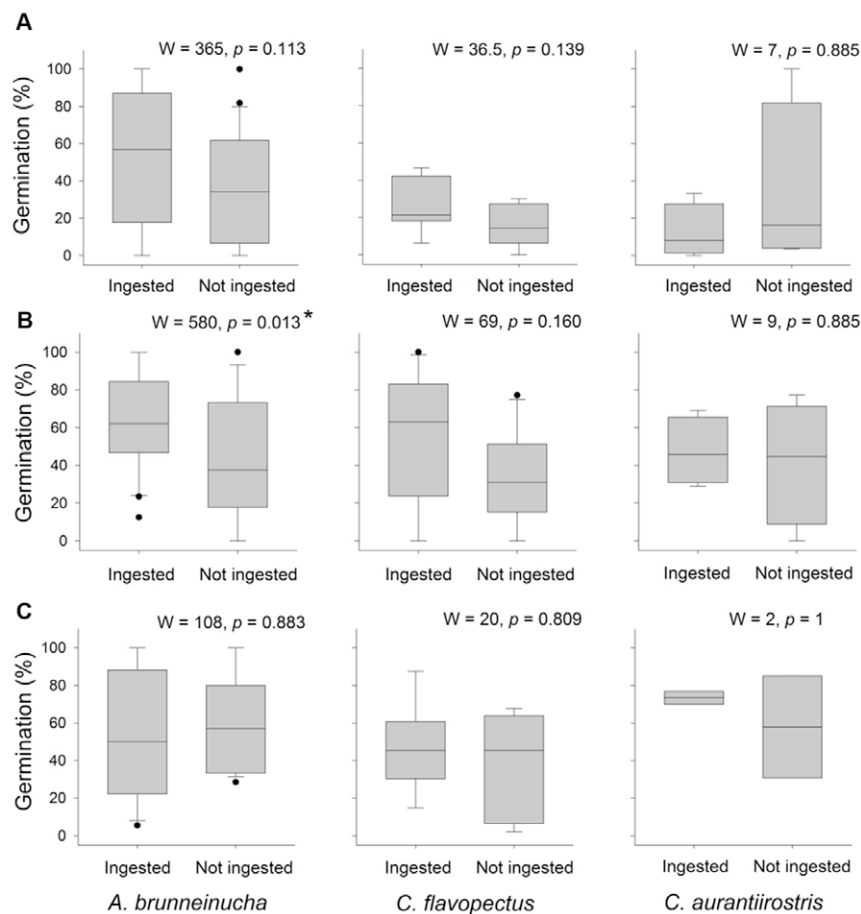 A
W = 365, p = 0.113
W = 36.5, p = 0.139
W = 7, p = 0.885
Germination (%)
100
80
60
40
20
0
Ingested Not ingested
Ingested Not ingested
Ingested Not ingested
B
W = 580, p = 0.013*
W = 69, p = 0.160
W = 9, p = 0.885
Germination (%)
100
80
60
40
20
0
Ingested Not ingested
Ingested Not ingested
Ingested Not ingested
C
W = 108, p = 0.883
W = 20, p = 0.809
W = 2, p = 1
Germination (%)
100
80
60
40
20
0
Ingested Not ingested
Ingested Not ingested
Ingested Not ingested
A. brunneinucha
C. flavopectus
C. aurantiirostris